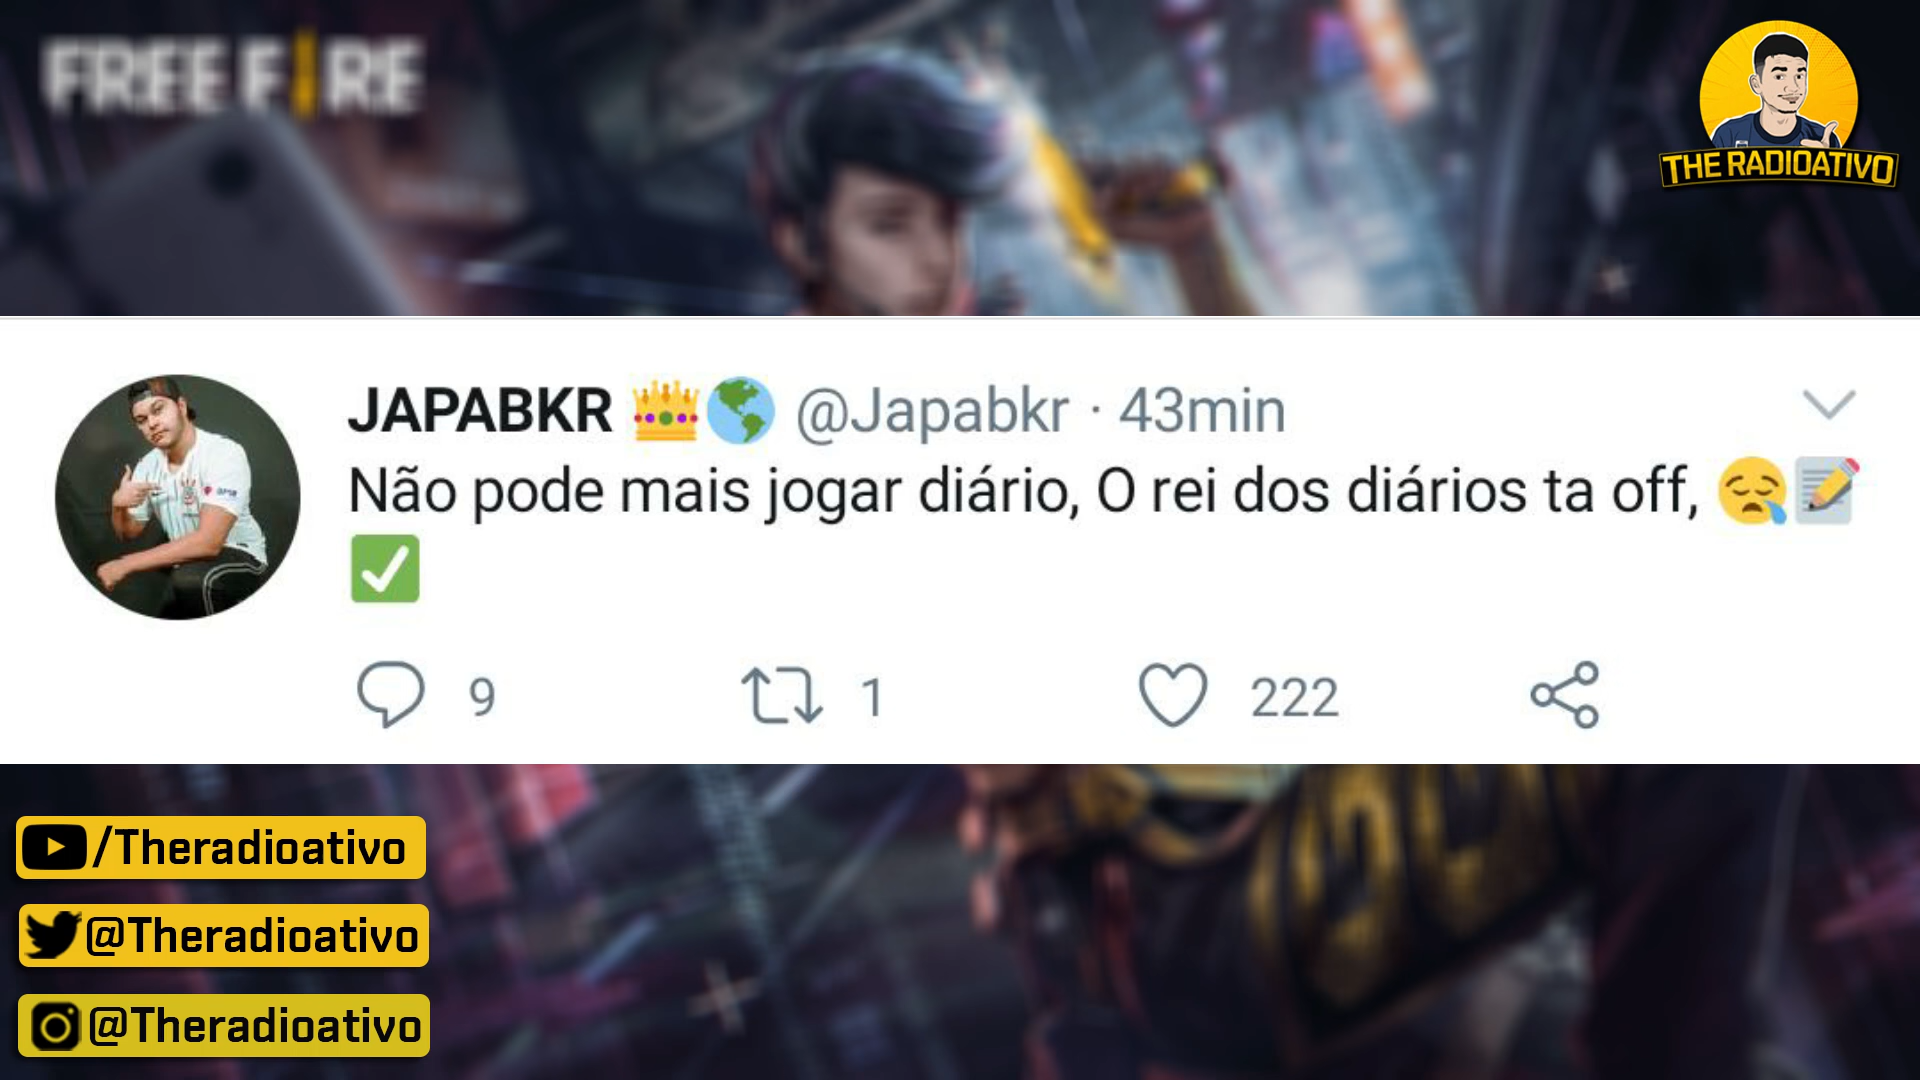 FREE FIRE
THE RADIOATIVO
JAPABKR 👑🌎 @Japabkr · 43min
Não pode mais jogar diário, O rei dos diários ta off, 😪📝
✅
9 1 222
/Theradioativo
@Theradioativo
@Theradioativo